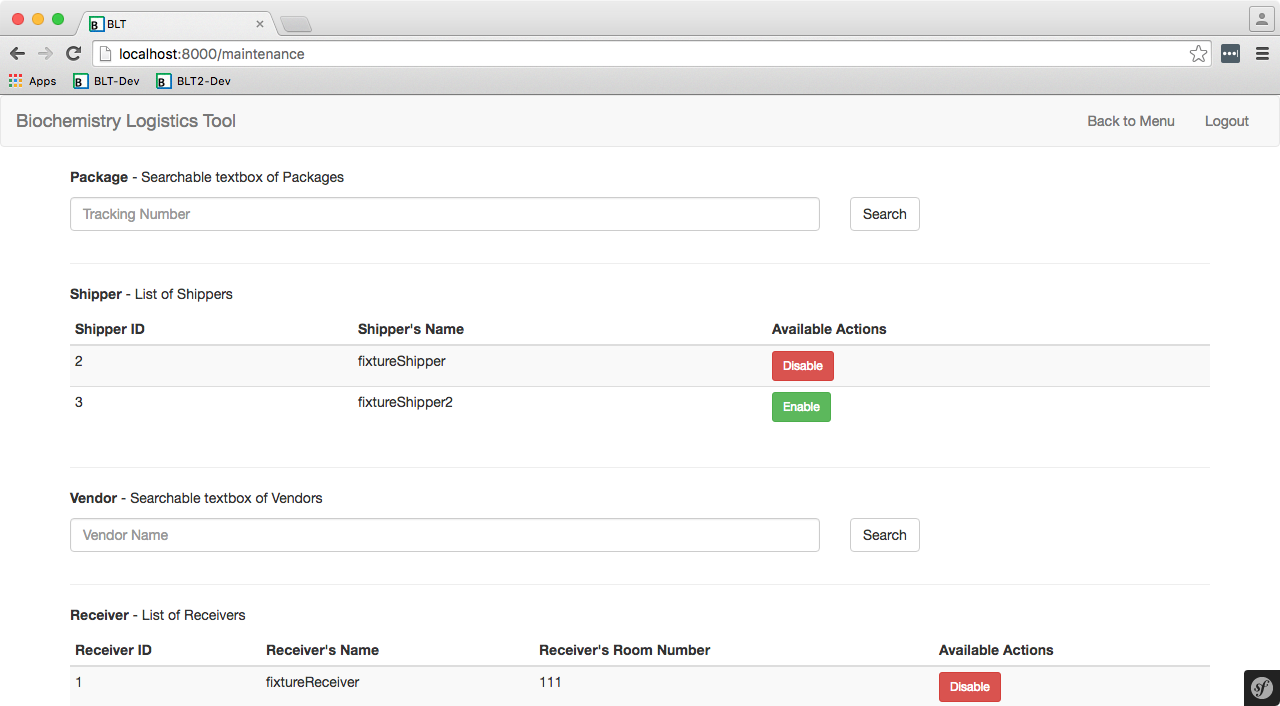 B BLT ×
localhost:8000/maintenance
Apps B BLT-Dev B BLT2-Dev
Biochemistry Logistics Tool Back to Menu Logout
Package - Searchable textbox of Packages
Tracking Number Search
Shipper - List of Shippers
Shipper ID Shipper's Name Available Actions
2 fixtureShipper Disable
3 fixtureShipper2 Enable
Vendor - Searchable textbox of Vendors
Vendor Name Search
Receiver - List of Receivers
Receiver ID Receiver's Name Receiver's Room Number Available Actions
1 fixtureReceiver 111 Disable
sf